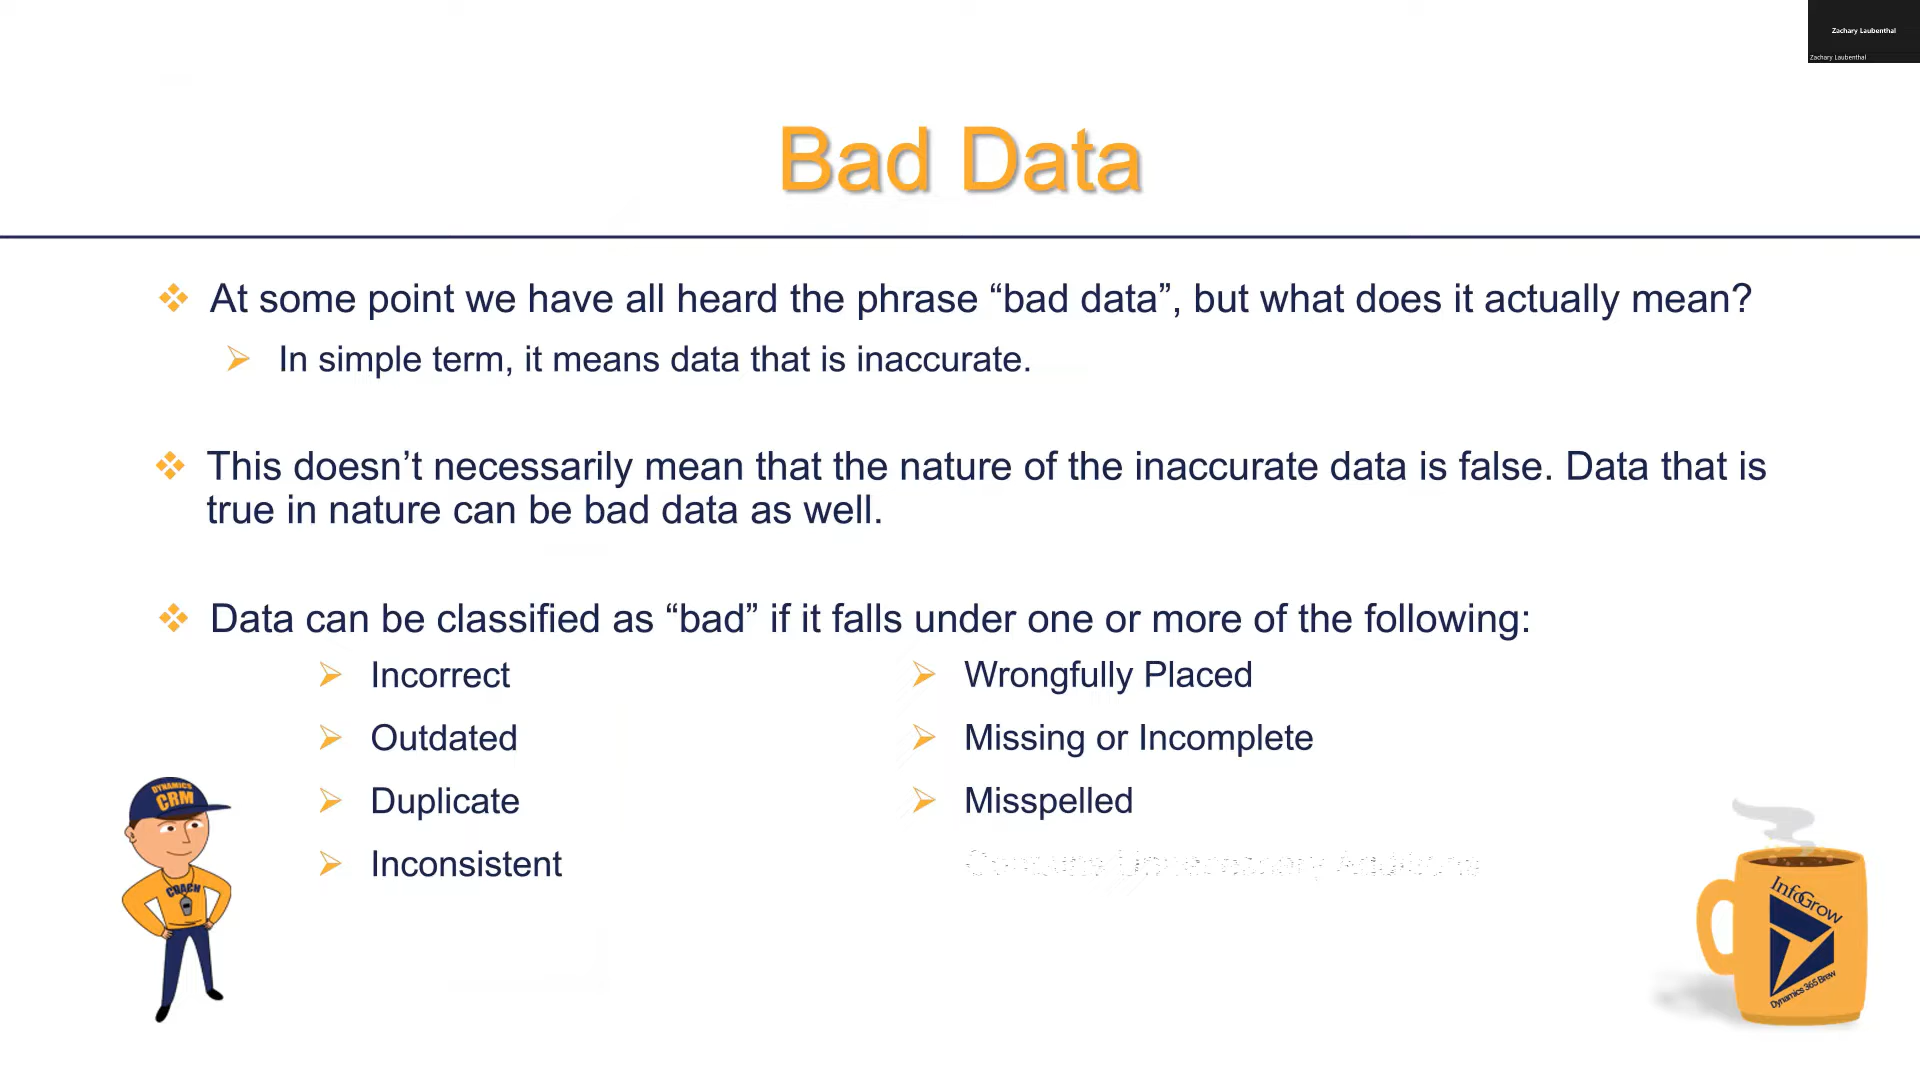 Zachary Laubenthal
Zachary Laubenthal
Bad Data
At some point we have all heard the phrase “bad data”, but what does it actually mean?
In simple term, it means data that is inaccurate.
This doesn’t necessarily mean that the nature of the inaccurate data is false. Data that is
true in nature can be bad data as well.
Data can be classified as “bad” if it falls under one or more of the following:
Incorrect
Outdated
Duplicate
Inconsistent
Wrongfully Placed
Missing or Incomplete
Misspelled
DYNAMICS
CRM
COACH
InfoGrow
Dynamics 365 Brew